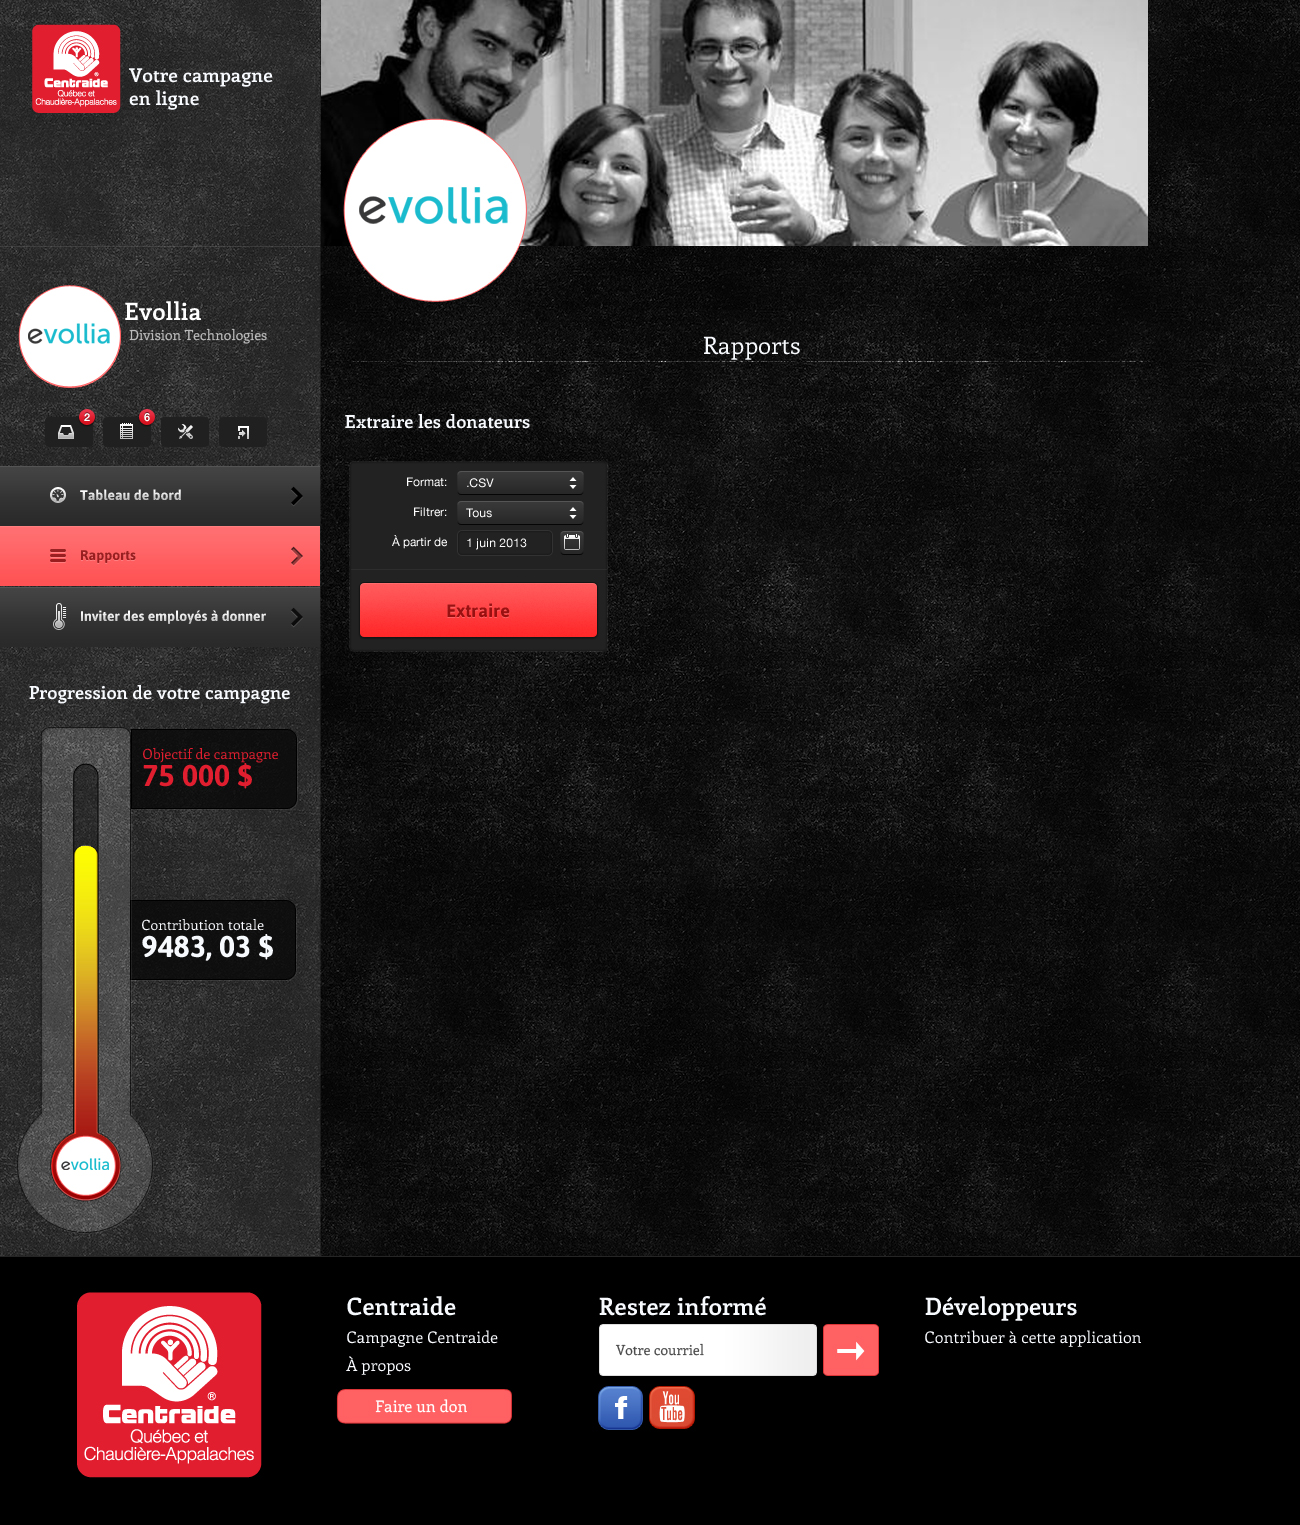 Centraide
Québec et
Chaudière-Appalaches
Votre campagne
en ligne
evollia
evollia
Evollia
Division Technologies
2
6
Tableau de bord
Rapports
Inviter des employés à donner
Progression de votre campagne
Objectif de campagne
75 000 $
Contribution totale
9483, 03 $
evollia
Rapports
Extraire les donateurs
Format:
.CSV
Filtrer:
Tous
À partir de
1 juin 2013
Extraire
®
Centraide
Québec et
Chaudière-Appalaches
Centraide
Campagne Centraide
À propos
Faire un don
Restez informé
Votre courriel
f
You
Tube
Développeurs
Contribuer à cette application